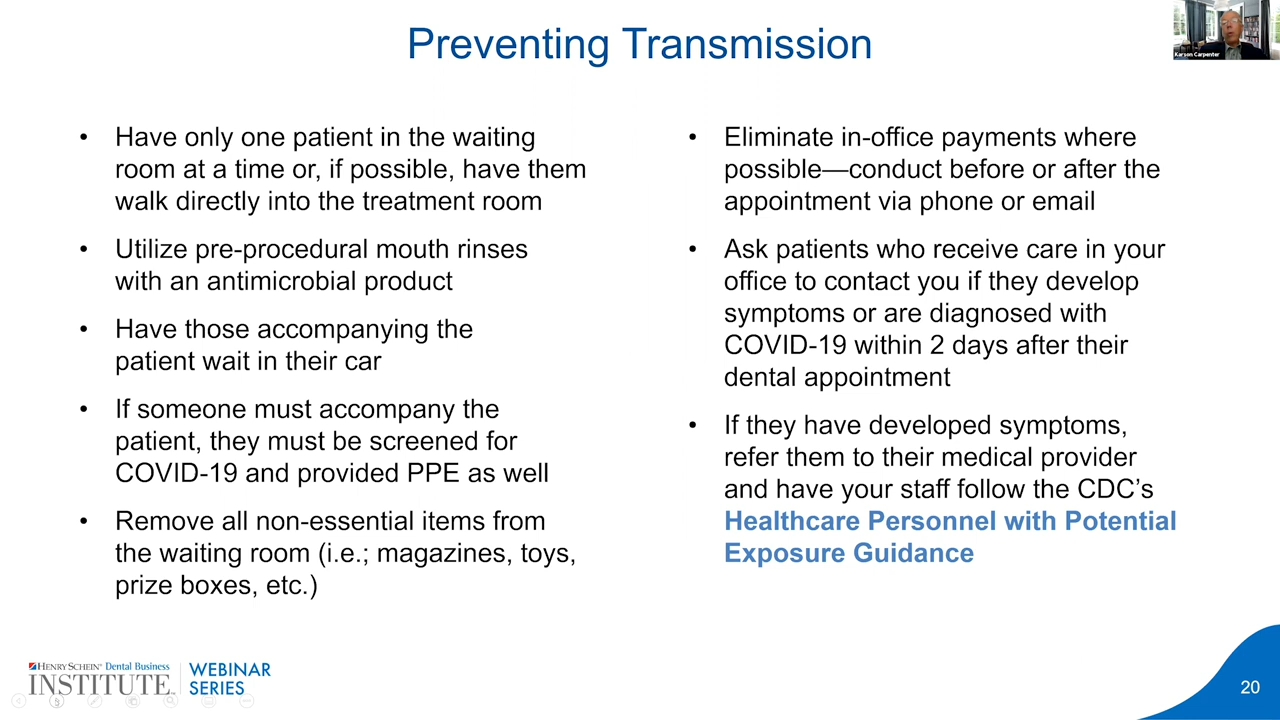 Preventing Transmission
Karson Carpenter
• Have only one patient in the waiting
room at a time or, if possible, have them
walk directly into the treatment room
• Utilize pre-procedural mouth rinses
with an antimicrobial product
• Have those accompanying the
patient wait in their car
• If someone must accompany the
patient, they must be screened for
COVID-19 and provided PPE as well
• Remove all non-essential items from
the waiting room (i.e.; magazines, toys,
prize boxes, etc.)
• Eliminate in-office payments where
possible—conduct before or after the
appointment via phone or email
• Ask patients who receive care in your
office to contact you if they develop
symptoms or are diagnosed with
COVID-19 within 2 days after their
dental appointment
• If they have developed symptoms,
refer them to their medical provider
and have your staff follow the CDC’s
Healthcare Personnel with Potential
Exposure Guidance
HENRY SCHEIN® Dental Business
INSTITUTE™
WEBINAR
SERIES
20